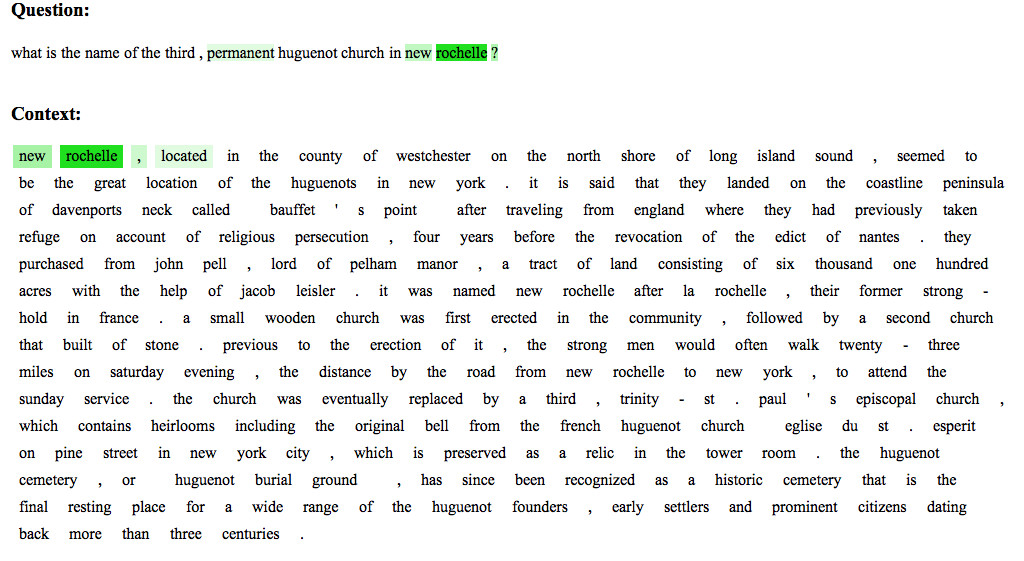 Question:
what is the name of the third , permanent huguenot church in new rochelle ?
Context:
new rochelle , located in the county of westchester on the north shore of long island sound , seemed to
be the great location of the huguenots in new york . it is said that they landed on the coastline peninsula
of davenports neck called bauffet ' s point after traveling from england where they had previously taken
refuge on account of religious persecution , four years before the revocation of the edict of nantes . they
purchased from john pell , lord of pelham manor , a tract of land consisting of six thousand one hundred
acres with the help of jacob leisler . it was named new rochelle after la rochelle , their former strong -
hold in france . a small wooden church was first erected in the community , followed by a second church
that built of stone . previous to the erection of it , the strong men would often walk twenty - three
miles on saturday evening , the distance by the road from new rochelle to new york , to attend the
sunday service . the church was eventually replaced by a third , trinity - st . paul ' s episcopal church ,
which contains heirlooms including the original bell from the french huguenot church eglise du st . esperit
on pine street in new york city , which is preserved as a relic in the tower room . the huguenot
cemetery , or huguenot burial ground , has since been recognized as a historic cemetery that is the
final resting place for a wide range of the huguenot founders , early settlers and prominent citizens dating
back more than three centuries .